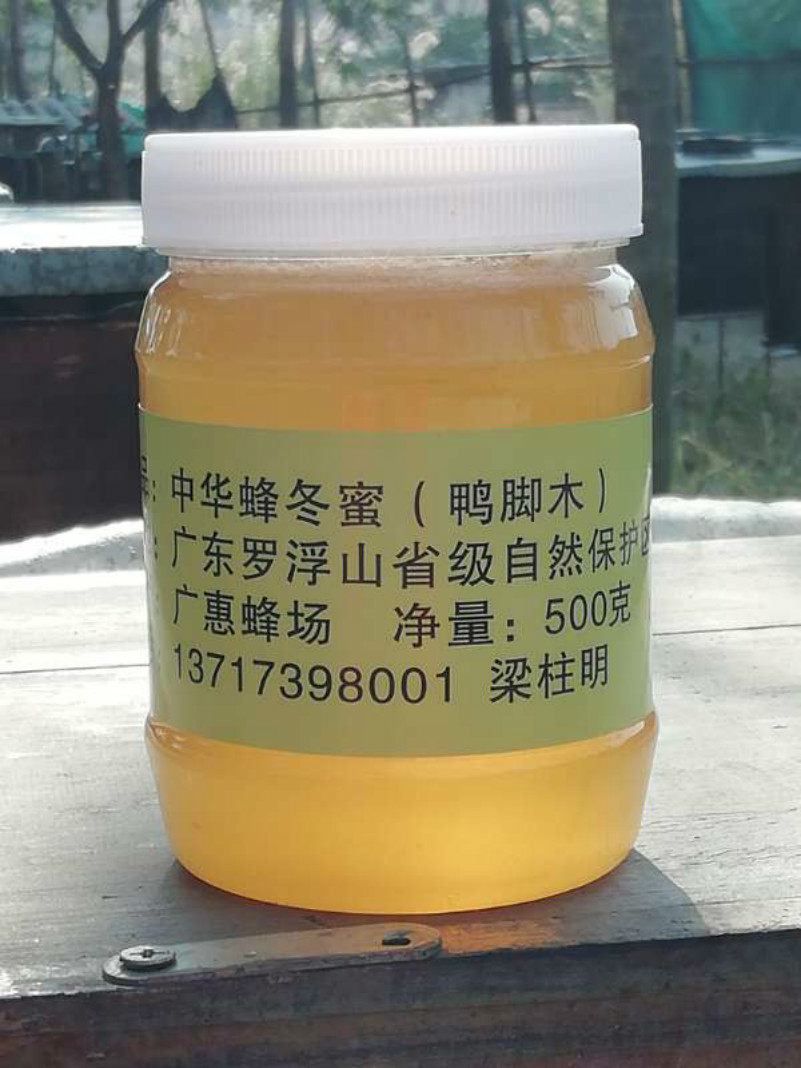 ：中华蜂冬蜜（鸭脚木）
：广东罗浮山省级自然保护区
广惠蜂场 净量：500克
13717398001 梁柱明